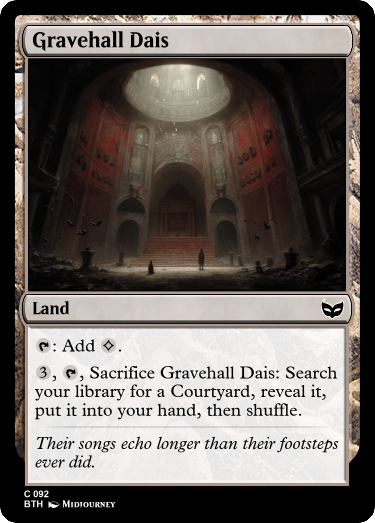 Gravehall Dais
Land
: Add .
3, , Sacrifice Gravehall Dais: Search
your library for a Courtyard, reveal it,
put it into your hand, then shuffle.
Their songs echo longer than their footsteps
ever did.
C 092
BTH Midjourney